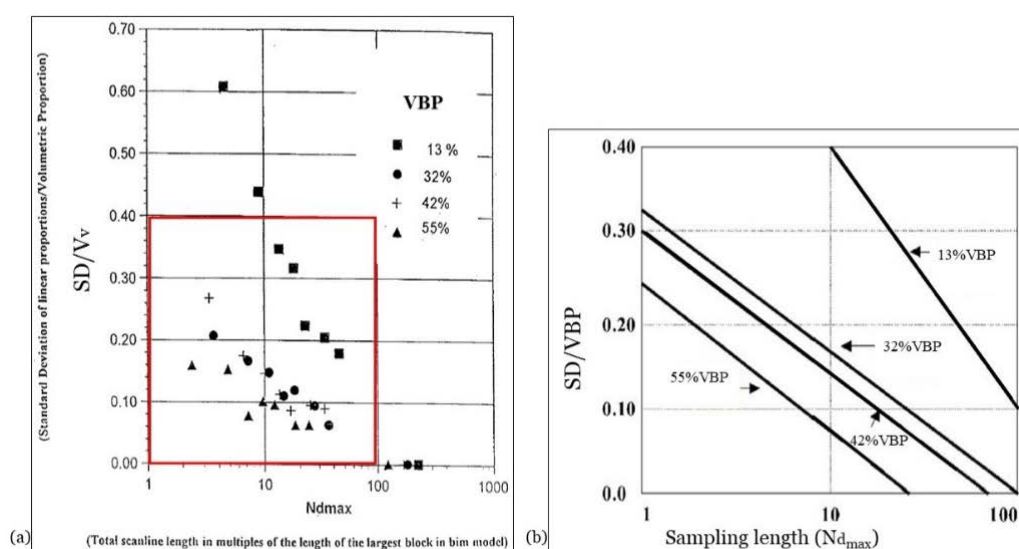 (Standard Deviation of linear proportions/Volumetric Proportion)
SD/Vv
0.70
0.60
0.50
0.40
0.30
0.20
0.10
0.00
VBP
13 %
32%
42%
55%
1
10
100
1000
Ndmax
(a)
(Total scanline length in multiples of the length of the largest block in bim model)
SD/VBP
0.40
0.30
0.20
0.10
0.0
13%VBP
32%VBP
55%VBP
42%VBP
1
10
100
(b)
Sampling length (Ndmax)